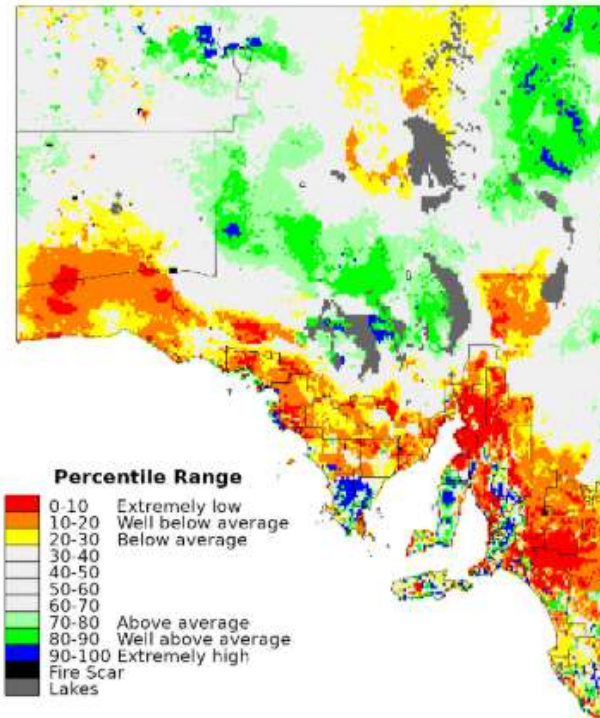 Percentile Range
0-10 Extremely low
10-20 Well below average
20-30 Below average
30-40
40-50
50-60
60-70
70-80 Above average
80-90 Well above average
90-100 Extremely high
Fire Scar
Lakes